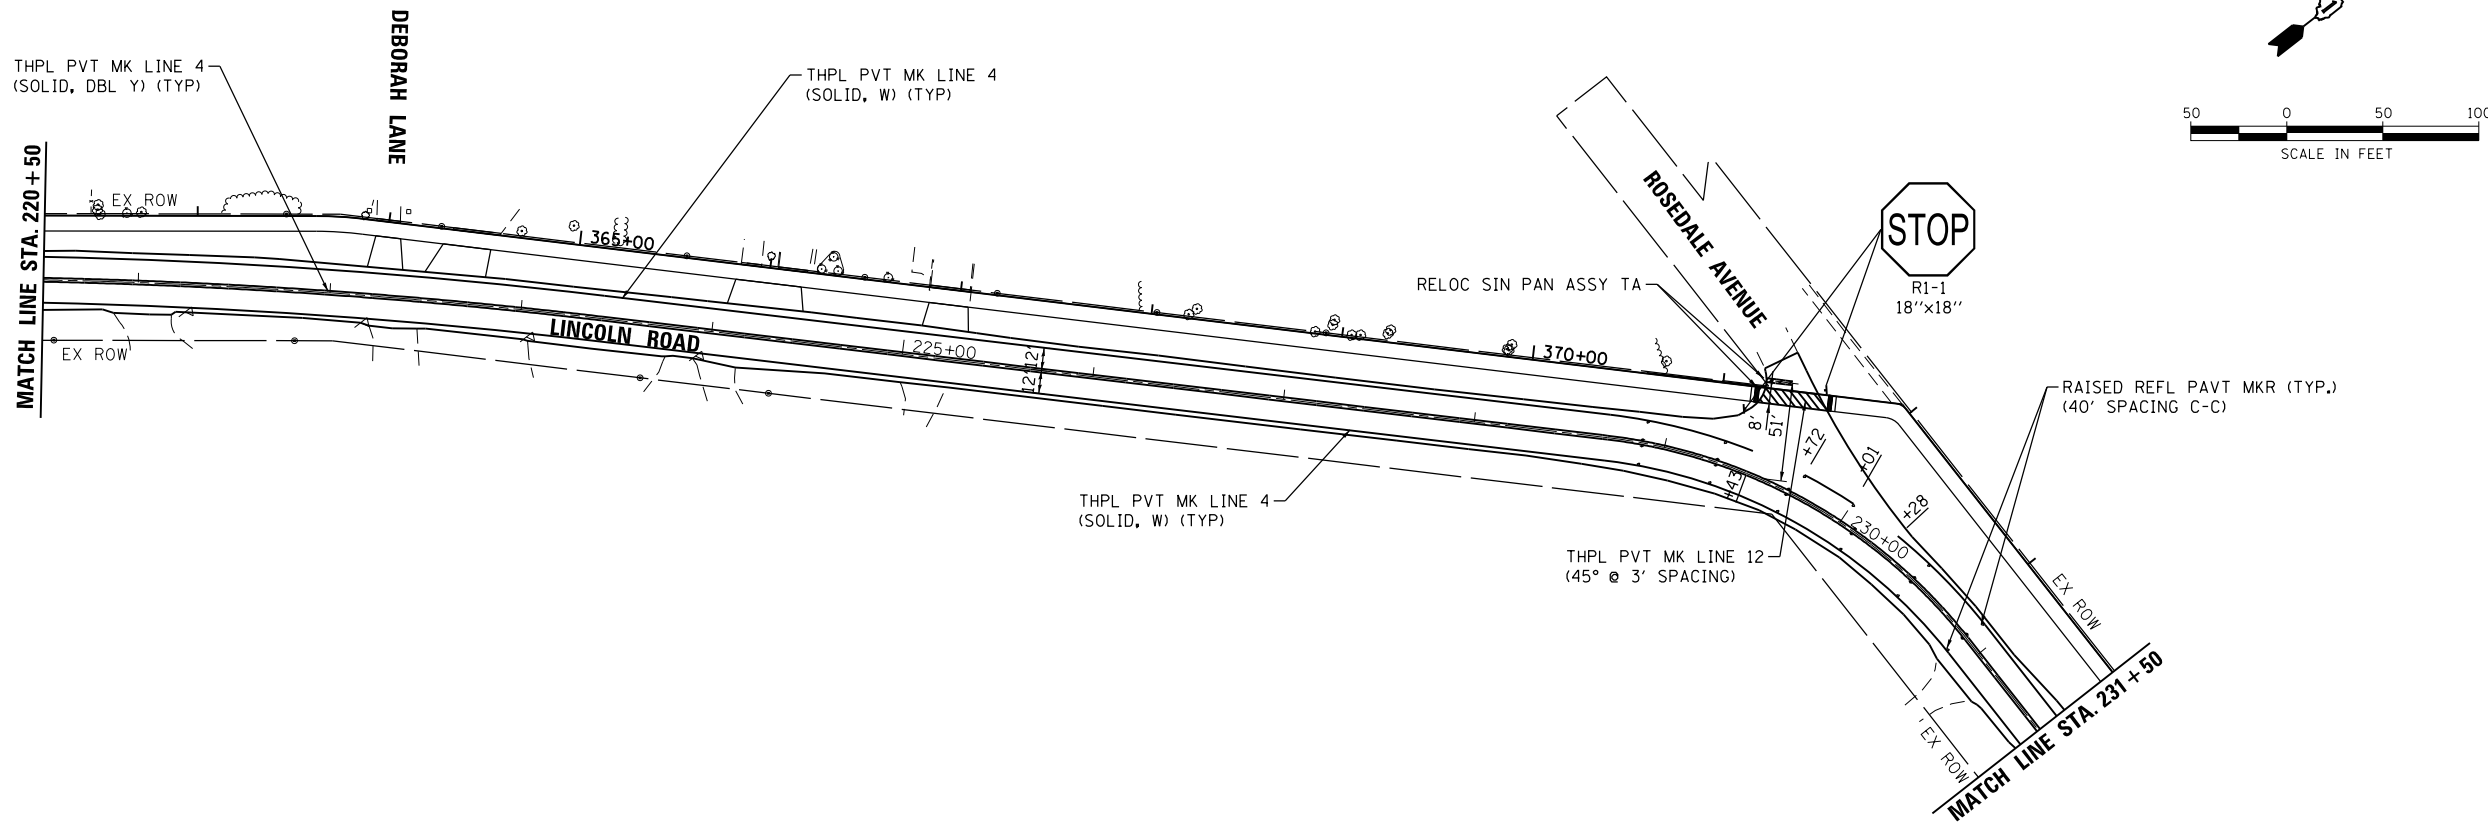 THPL PVT MK LINE 4
(SOLID, DBL Y) (TYP)
DEBORAH LANE
THPL PVT MK LINE 4
(SOLID, W) (TYP)
50 0 50 100
SCALE IN FEET
MATCH LINE STA. 220+50
EX ROW
EX ROW
365+00
LINCOLN ROAD
225+00
12'
12'
370+00
ROSEDALE AVENUE
STOP
R1-1
18''x18''
RELOC SIN PAN ASSY TA
RAISED REFL PAVT MKR (TYP.)
(40' SPACING C-C)
8'
51'
+72
+01
+43
+28
230+00
THPL PVT MK LINE 4
(SOLID, W) (TYP)
THPL PVT MK LINE 12
(45° @ 3' SPACING)
EX ROW
EX ROW
MATCH LINE STA. 231+50